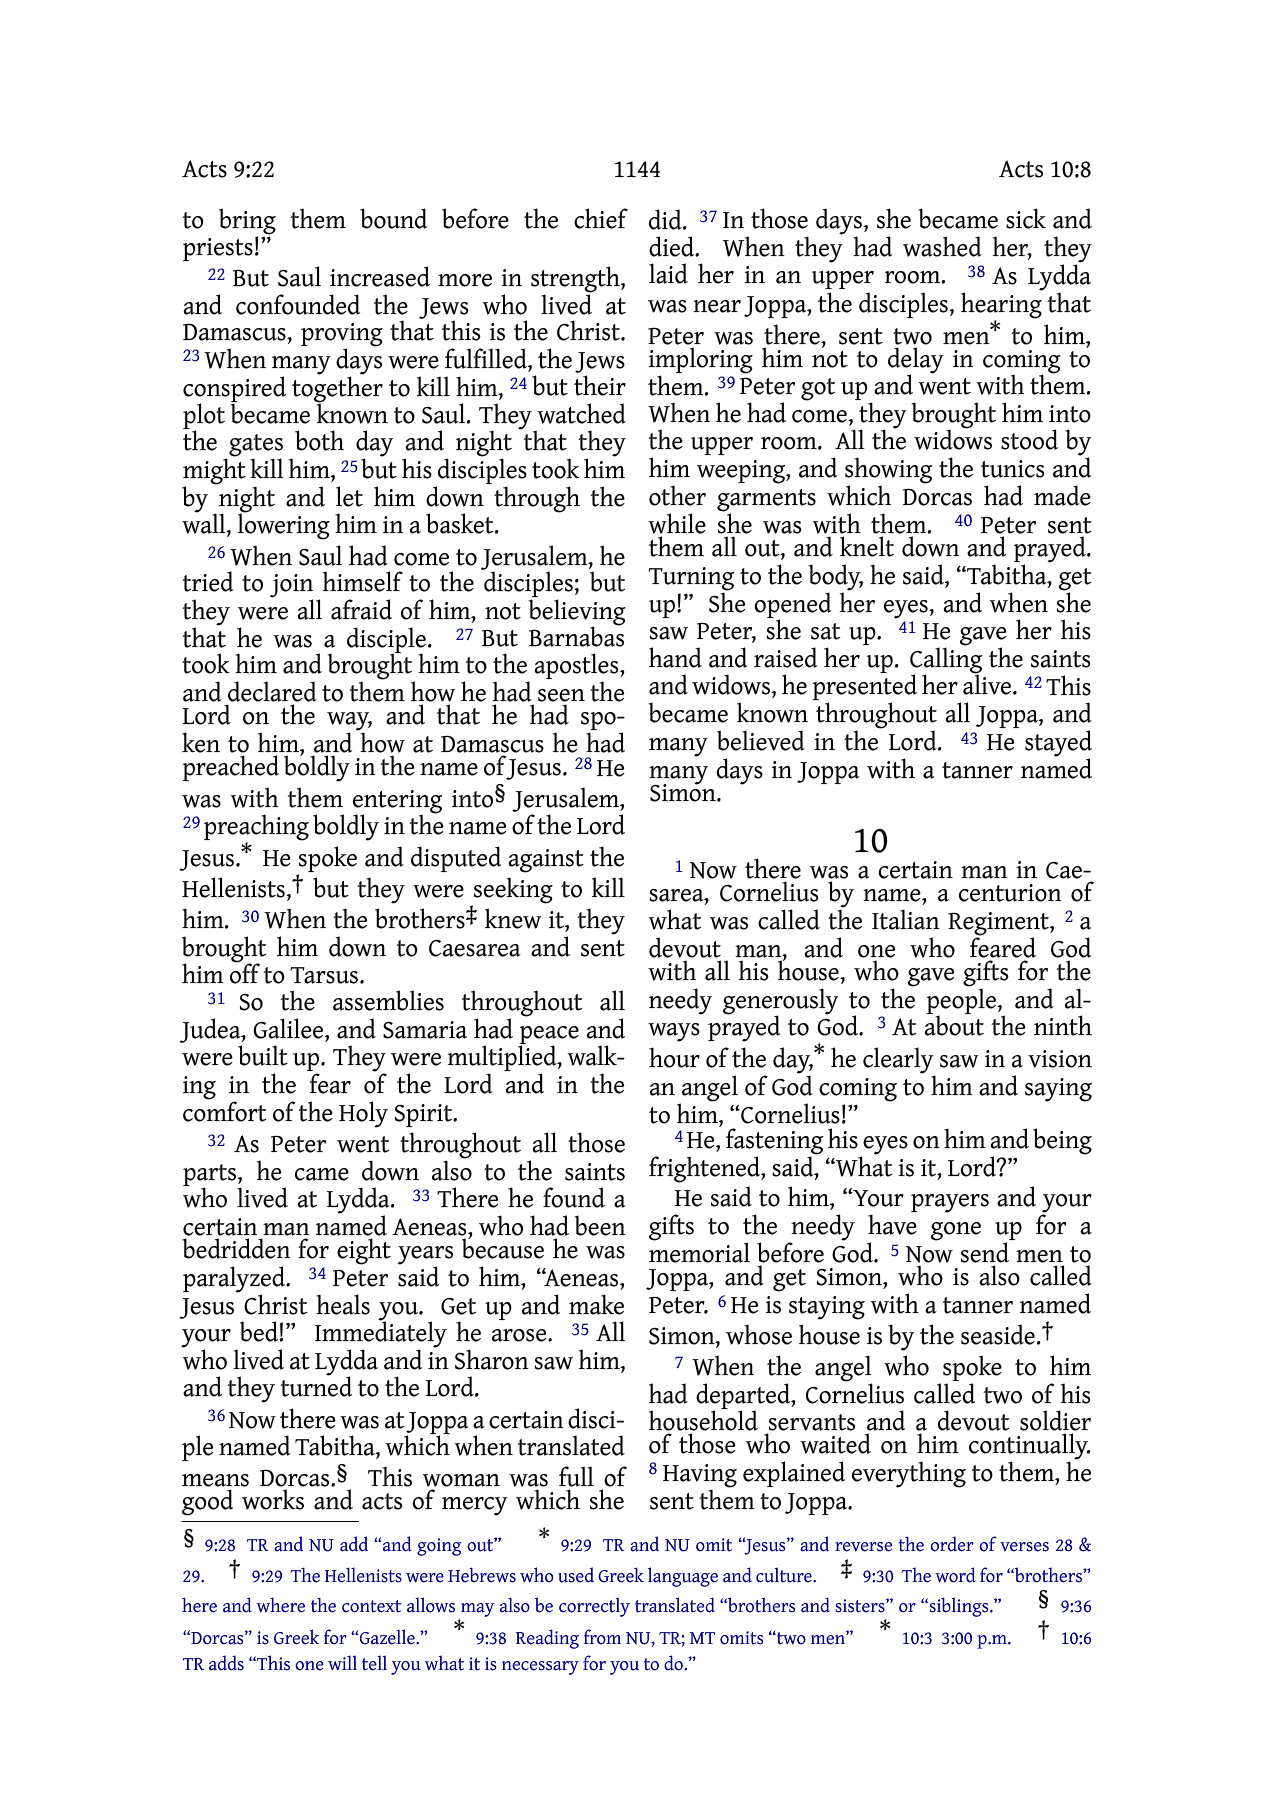 Acts 9:22 1144 Acts 10:8
to bring them bound before the chief
priests!”
22 But Saul increased more in strength,
and confounded the Jews who lived at
Damascus, proving that this is the Christ.
23 When many days were fulfilled, the Jews
conspired together to kill him, 24 but their
plot became known to Saul. They watched
the gates both day and night that they
might kill him, 25 but his disciples took him
by night and let him down through the
wall, lowering him in a basket.
26 When Saul had come to Jerusalem, he
tried to join himself to the disciples; but
they were all afraid of him, not believing
that he was a disciple. 27 But Barnabas
took him and brought him to the apostles,
and declared to them how he had seen the
Lord on the way, and that he had spo-
ken to him, and how at Damascus he had
preached boldly in the name of Jesus. 28 He
was with them entering into§ Jerusalem,
29 preaching boldly in the name of the Lord
Jesus.* He spoke and disputed against the
Hellenists,† but they were seeking to kill
him. 30 When the brothers‡ knew it, they
brought him down to Caesarea and sent
him off to Tarsus.
31 So the assemblies throughout all
Judea, Galilee, and Samaria had peace and
were built up. They were multiplied, walk-
ing in the fear of the Lord and in the
comfort of the Holy Spirit.
32 As Peter went throughout all those
parts, he came down also to the saints
who lived at Lydda. 33 There he found a
certain man named Aeneas, who had been
bedridden for eight years because he was
paralyzed. 34 Peter said to him, “Aeneas,
Jesus Christ heals you. Get up and make
your bed!” Immediately he arose. 35 All
who lived at Lydda and in Sharon saw him,
and they turned to the Lord.
36 Now there was at Joppa a certain disci-
ple named Tabitha, which when translated
means Dorcas.§ This woman was full of
good works and acts of mercy which she
did. 37 In those days, she became sick and
died. When they had washed her, they
laid her in an upper room. 38 As Lydda
was near Joppa, the disciples, hearing that
Peter was there, sent two men* to him,
imploring him not to delay in coming to
them. 39 Peter got up and went with them.
When he had come, they brought him into
the upper room. All the widows stood by
him weeping, and showing the tunics and
other garments which Dorcas had made
while she was with them. 40 Peter sent
them all out, and knelt down and prayed.
Turning to the body, he said, “Tabitha, get
up!” She opened her eyes, and when she
saw Peter, she sat up. 41 He gave her his
hand and raised her up. Calling the saints
and widows, he presented her alive. 42 This
became known throughout all Joppa, and
many believed in the Lord. 43 He stayed
many days in Joppa with a tanner named
Simon.
10
1 Now there was a certain man in Cae-
sarea, Cornelius by name, a centurion of
what was called the Italian Regiment, 2 a
devout man, and one who feared God
with all his house, who gave gifts for the
needy generously to the people, and al-
ways prayed to God. 3 At about the ninth
hour of the day,* he clearly saw in a vision
an angel of God coming to him and saying
to him, “Cornelius!”
4 He, fastening his eyes on him and being
frightened, said, “What is it, Lord?”
He said to him, “Your prayers and your
gifts to the needy have gone up for a
memorial before God. 5 Now send men to
Joppa, and get Simon, who is also called
Peter. 6 He is staying with a tanner named
Simon, whose house is by the seaside.†
7 When the angel who spoke to him
had departed, Cornelius called two of his
household servants and a devout soldier
of those who waited on him continually.
8 Having explained everything to them, he
sent them to Joppa.
§ 9:28 TR and NU add “and going out” * 9:29 TR and NU omit “Jesus” and reverse the order of verses 28 &
29. † 9:29 The Hellenists were Hebrews who used Greek language and culture. ‡ 9:30 The word for “brothers”
here and where the context allows may also be correctly translated “brothers and sisters” or “siblings.” § 9:36
“Dorcas” is Greek for “Gazelle.” * 9:38 Reading from NU, TR; MT omits “two men” * 10:3 3:00 p.m. † 10:6
TR adds “This one will tell you what it is necessary for you to do.”